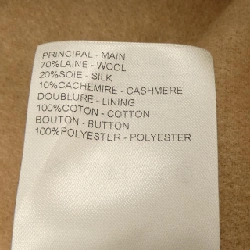 PRINCIPAL - MAIN
70%LAINE - WOOL
20%SOIE - SILK
10%CACHEMIRE - CASHMERE
DOUBLURE - LINING
100%COTON - COTTON
BOUTON - BUTTON
100%POLYESTER - POLYESTER